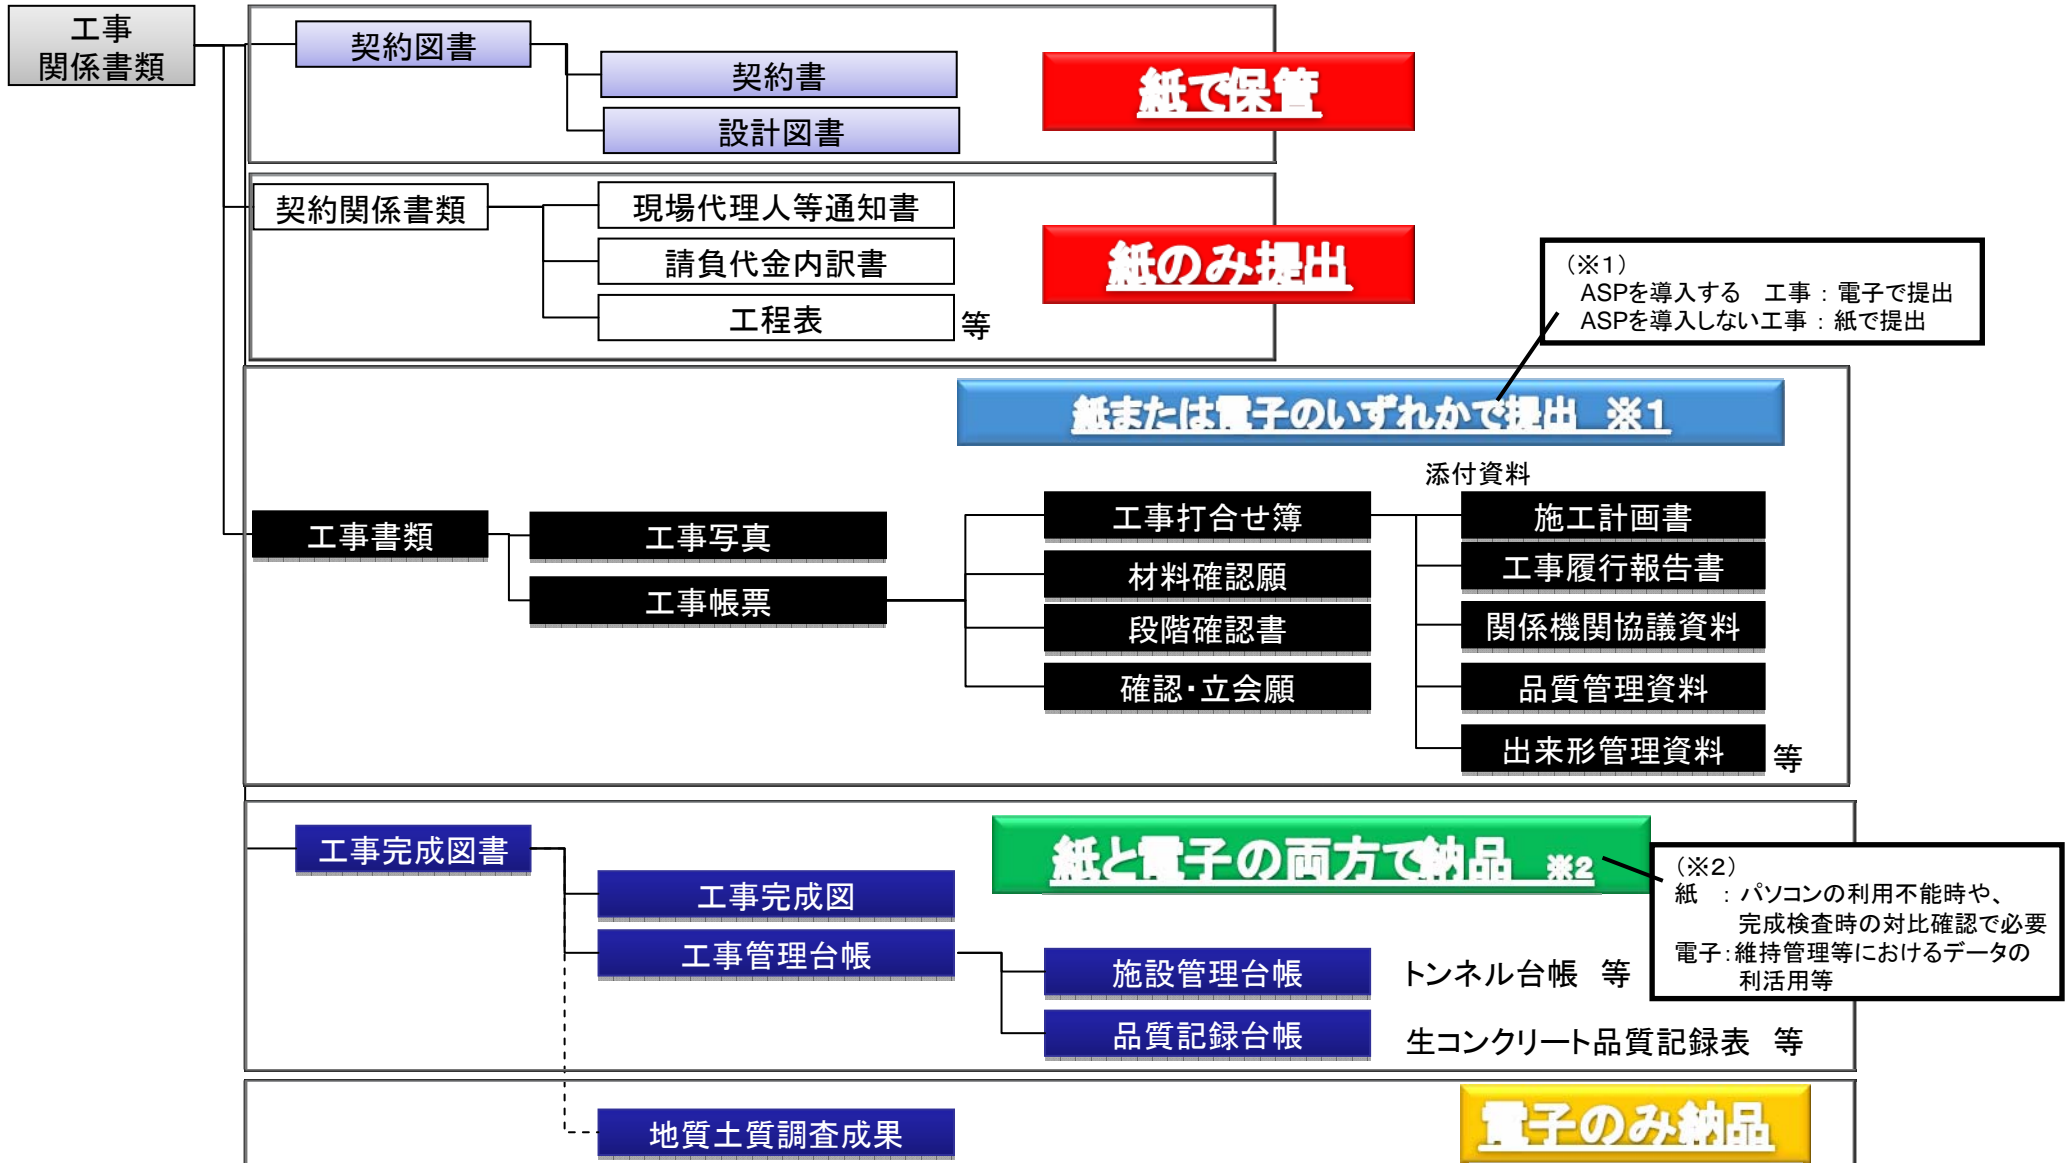 工事
関係書類
契約図書
契約書
設計図書
紙で保管
契約関係書類
現場代理人等通知書
請負代金内訳書
工程表
等
紙のみ提出
(※1)
ASPを導入する　工事：電子で提出
ASPを導入しない工事：紙で提出
紙または電子のいずれかで提出　※1
添付資料
工事書類
工事写真
工事帳票
工事打合せ簿
材料確認願
段階確認書
確認・立会願
施工計画書
工事履行報告書
関係機関協議資料
品質管理資料
出来形管理資料
等
工事完成図書
紙と電子の両方で納品　※2
(※2)
紙　：パソコンの利用不能時や、
完成検査時の対比確認で必要
電子：維持管理等におけるデータの
利活用等
工事完成図
工事管理台帳
施設管理台帳
トンネル台帳　等
品質記録台帳
生コンクリート品質記録表　等
地質土質調査成果
電子のみ納品